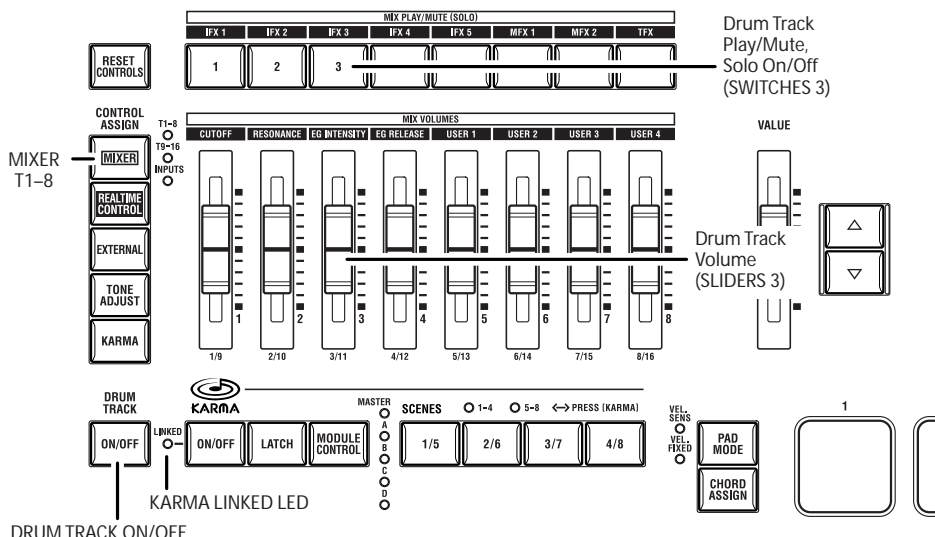 MIX PLAY/MUTE (SOLO)
IFX 1 IFX 2 IFX 3 IFX 4 IFX 5 MFX 1 MFX 2 TFX
RESET CONTROLS
1 2 3
Drum Track
Play/Mute,
Solo On/Off
(SWITCHES 3)
CONTROL ASSIGN
T1-8
T9-16
INPUTS
MIX VOLUMES
CUTOFF RESONANCE EG INTENSITY EG RELEASE USER 1 USER 2 USER 3 USER 4
VALUE
MIXER
T1–8
MIXER
REALTIME CONTROL
EXTERNAL
TONE ADJUST
KARMA
Drum Track
Volume
(SLIDERS 3)
1 2 3 4 5 6 7 8
1/9 2/10 3/11 4/12 5/13 6/14 7/15 8/16
DRUM TRACK
ON/OFF
LINKED
KARMA
ON/OFF LATCH MODULE CONTROL
MASTER
A
B
C
D
SCENES 1-4 5-8 PRESS [KARMA]
1/5 2/6 3/7 4/8
VEL. SENS
VEL. FIXED
PAD MODE
CHORD ASSIGN
1
KARMA LINKED LED
DRUM TRACK ON/OFF